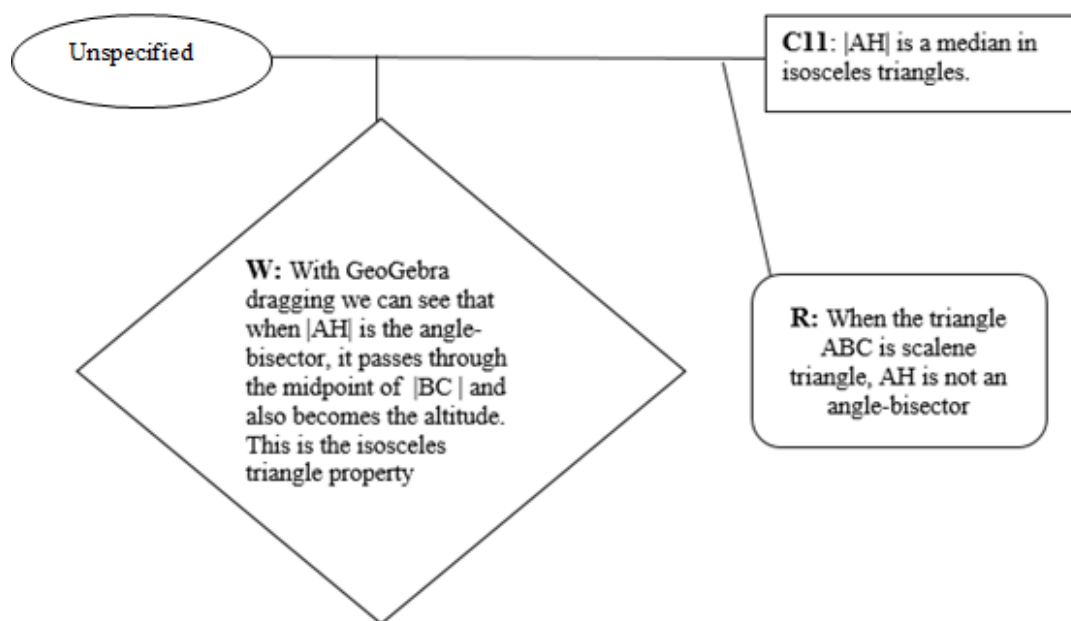 Unspecified
C11: |AH| is a median in
isosceles triangles.
W: With GeoGebra
dragging we can see that
when |AH| is the angle-
bisector, it passes through
the midpoint of |BC | and
also becomes the altitude.
This is the isosceles
triangle property
R: When the triangle
ABC is scalene
triangle, AH is not an
angle-bisector